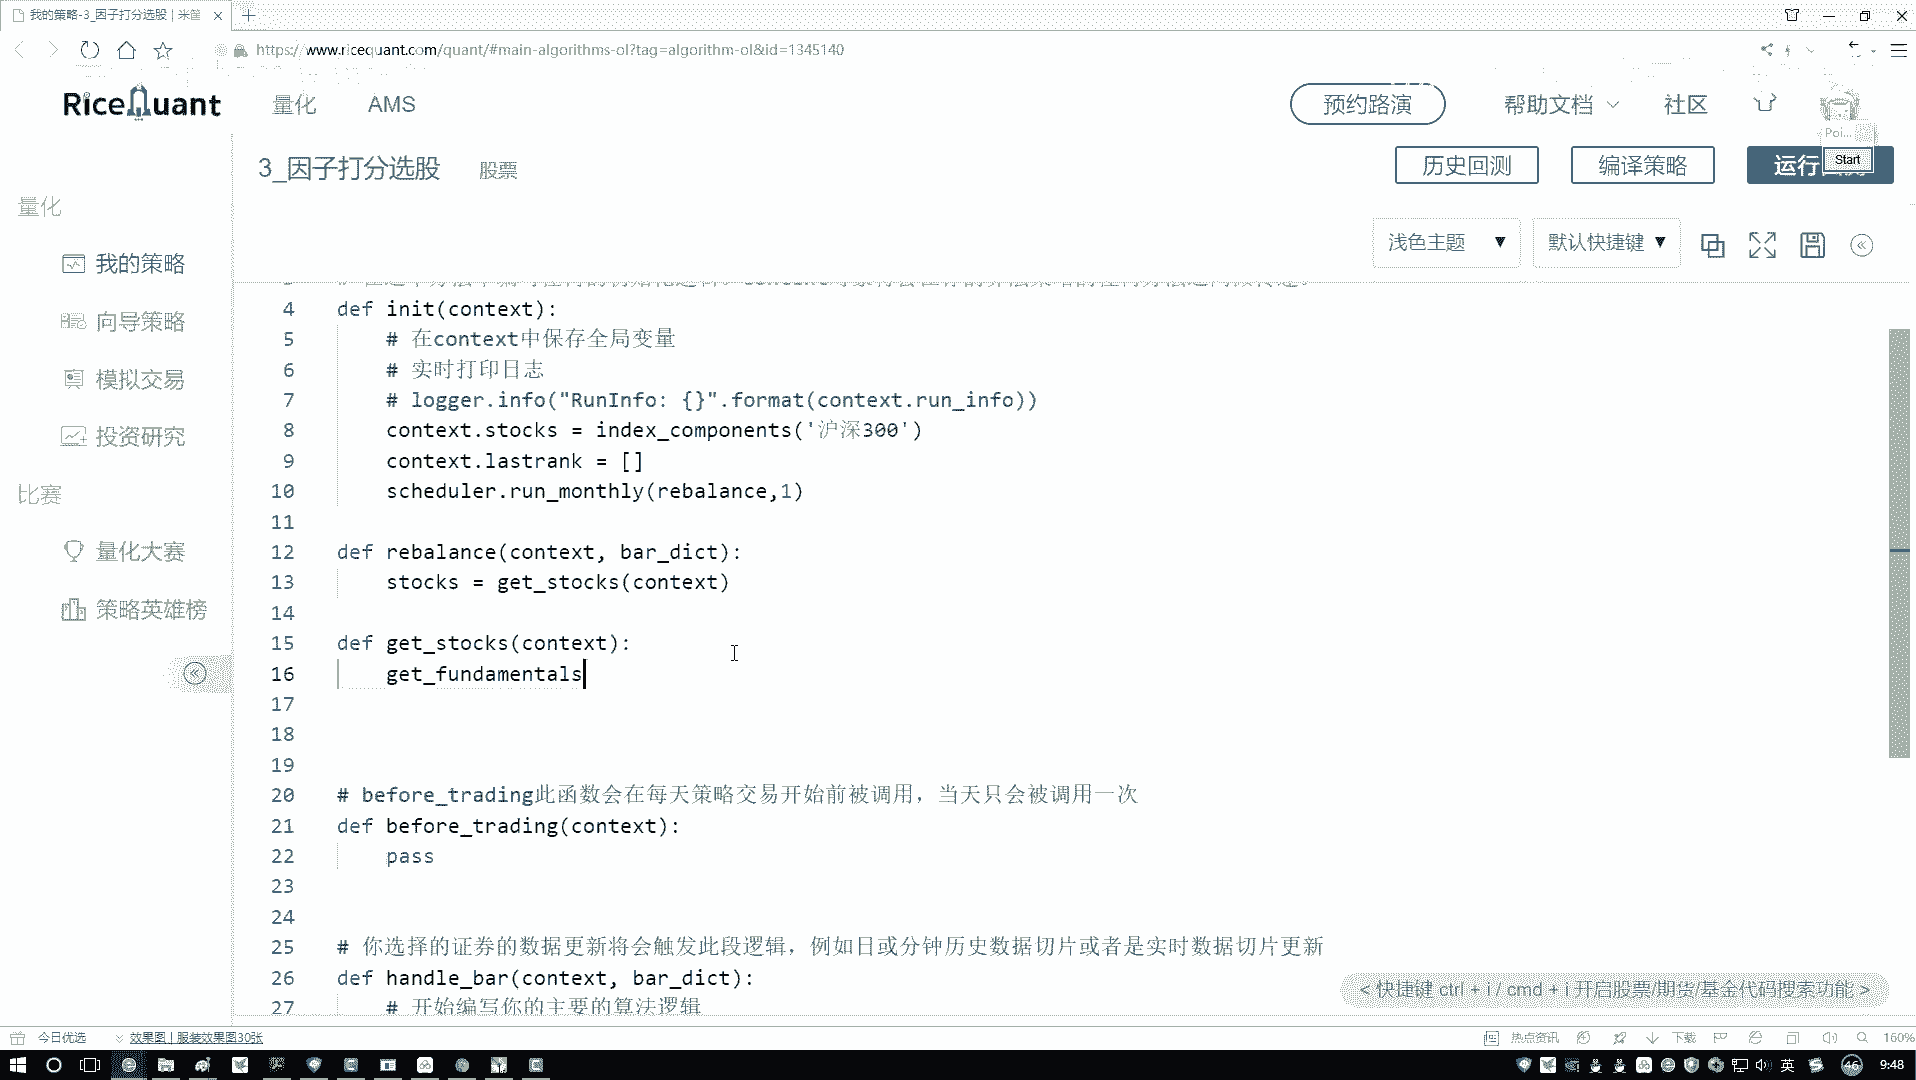 我的策略-3_因子打分选股 | 米筐
https://www.ricequant.com/quant/#main-algorithms-ol?tag=algorithm-ol&id=1345140
RiceQuant 量化 AMS 预约路演 帮助文档 社区
Poi...
Start
3_因子打分选股 股票 历史回测 编译策略 运行
浅色主题 ▼ 默认快捷键 ▼
量化
我的策略
向导策略
模拟交易
投资研究
比赛
量化大赛
策略英雄榜
4 def init(context):
5 # 在context中保存全局变量
6 # 实时打印日志
7 # logger.info("RunInfo: {}".format(context.run_info))
8 context.stocks = index_components('沪深300')
9 context.lastrank = []
10 scheduler.run_monthly(rebalance,1)
11
12 def rebalance(context, bar_dict):
13 stocks = get_stocks(context)
14
15 def get_stocks(context):
16 get_fundamentals
17
18
19
20 # before_trading此函数会在每天策略交易开始前被调用，当天只会被调用一次
21 def before_trading(context):
22 pass
23
24
25 # 你选择的证券的数据更新将会触发此段逻辑，例如日或分钟历史数据切片或者是实时数据切片更新
26 def handle_bar(context, bar_dict):
27 # 开始编写你的主要的算法逻辑
< 快捷键 ctrl + i / cmd + i 开启股票/期货/基金代码搜索功能 >
今日优选 效果图 | 服装效果图30张 热点资讯 下载 160%
英 46 9:48